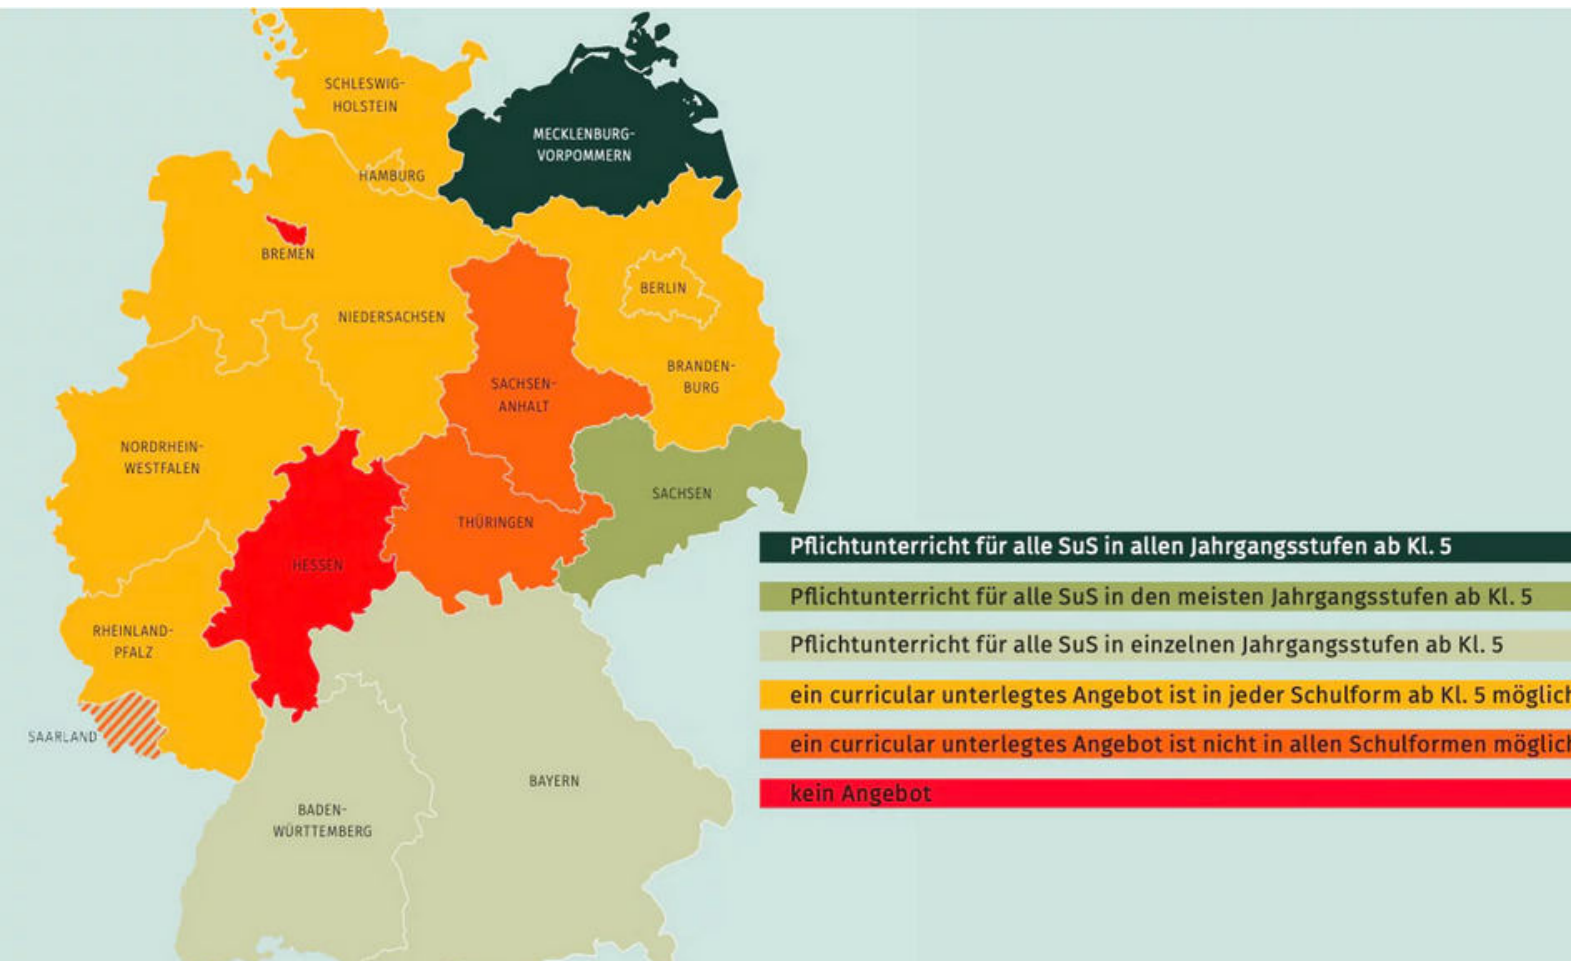 SCHLESWIG-
HOLSTEIN
MECKLENBURG-
VORPOMMERN
HAMBURG
BREMEN
BERLIN
NIEDERSACHSEN
BRANDEN-
BURG
SACHSEN-
ANHALT
NORDRHEIN-
WESTFALEN
SACHSEN
THÜRINGEN
HESSEN
RHEINLAND-
PFALZ
SAARLAND
BAYERN
BADEN-
WÜRTTEMBERG
Pflichtunterricht für alle SuS in allen Jahrgangsstufen ab Kl. 5
Pflichtunterricht für alle SuS in den meisten Jahrgangsstufen ab Kl. 5
Pflichtunterricht für alle SuS in einzelnen Jahrgangsstufen ab Kl. 5
ein curricular unterlegtes Angebot ist in jeder Schulform ab Kl. 5 möglich
ein curricular unterlegtes Angebot ist nicht in allen Schulformen möglich
kein Angebot